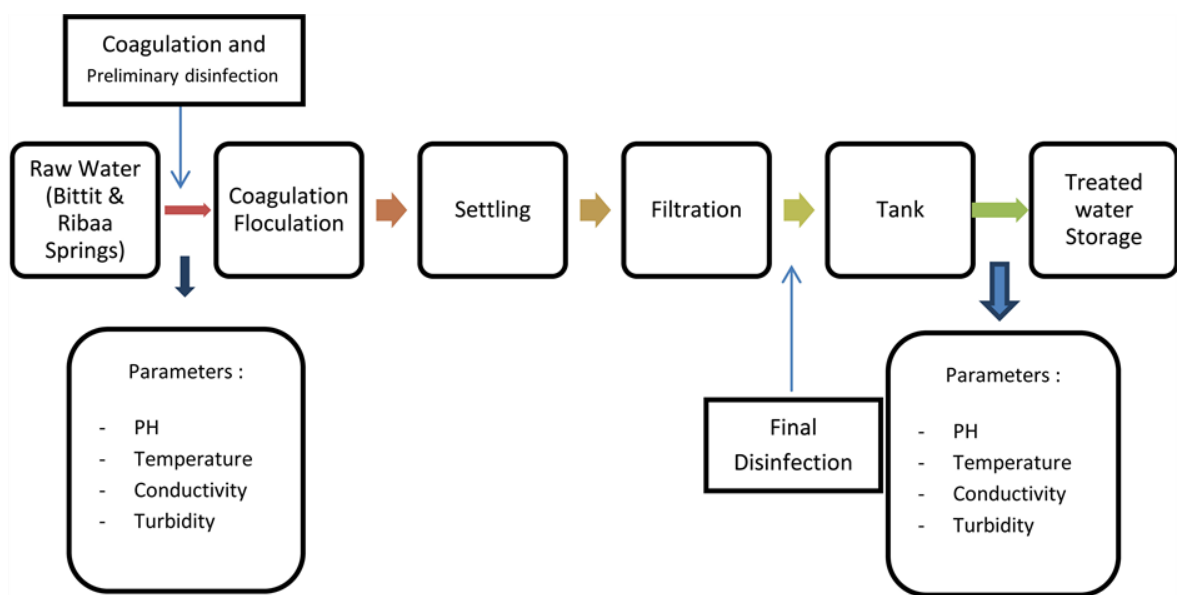 Coagulation and
Preliminary disinfection
Raw Water
(Bittit &
Ribaa
Springs)
Coagulation
Floculation
Settling
Filtration
Tank
Treated
water
Storage
Parameters :
- PH
- Temperature
- Conductivity
- Turbidity
Final
Disinfection
Parameters :
- PH
- Temperature
- Conductivity
- Turbidity